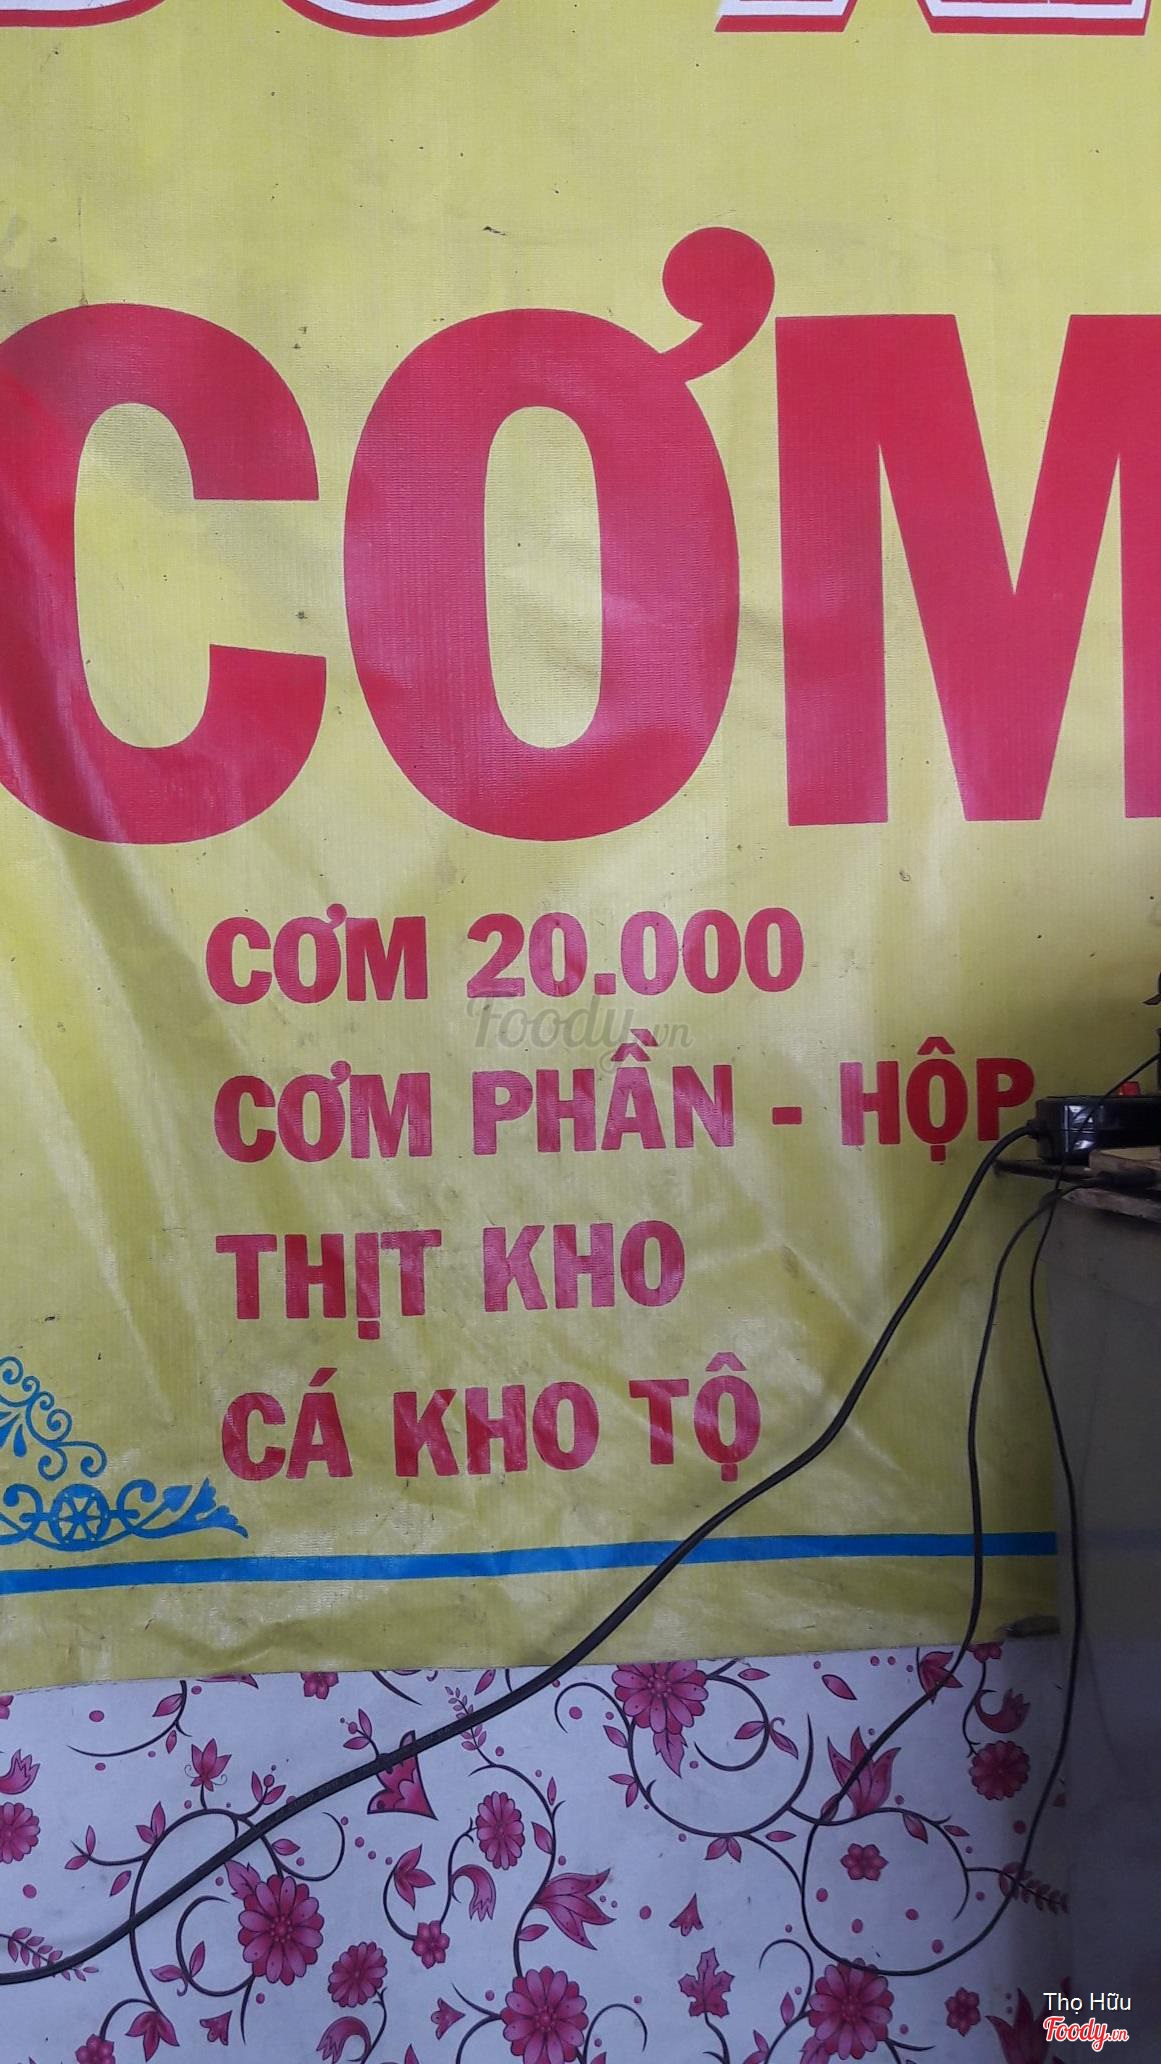 CƠM
CƠM 20.000
Foody.vn
CƠM PHẦN - HỘP
THỊT KHO
CÁ KHO TỘ
Thọ Hữu
Foody.vn